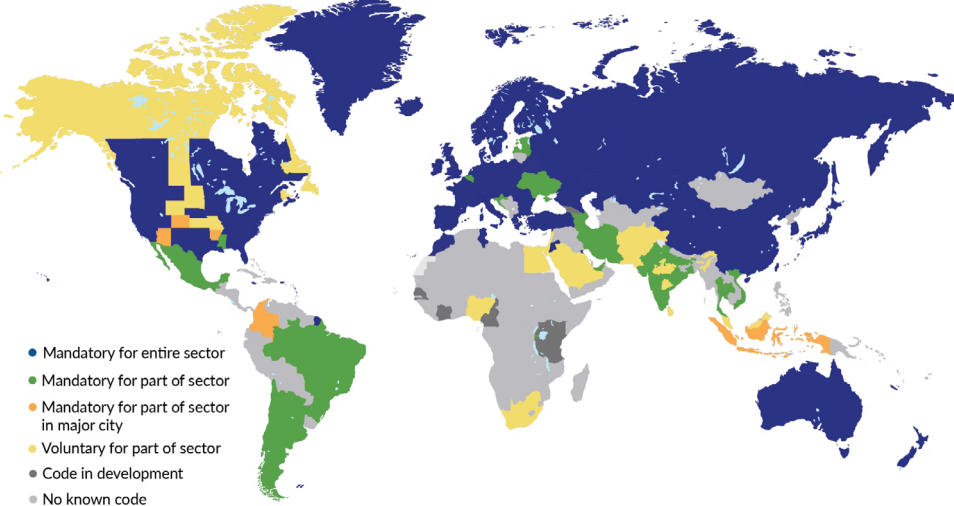 Mandatory for entire sector
Mandatory for part of sector
Mandatory for part of sector
in major city
Voluntary for part of sector
Code in development
No known code